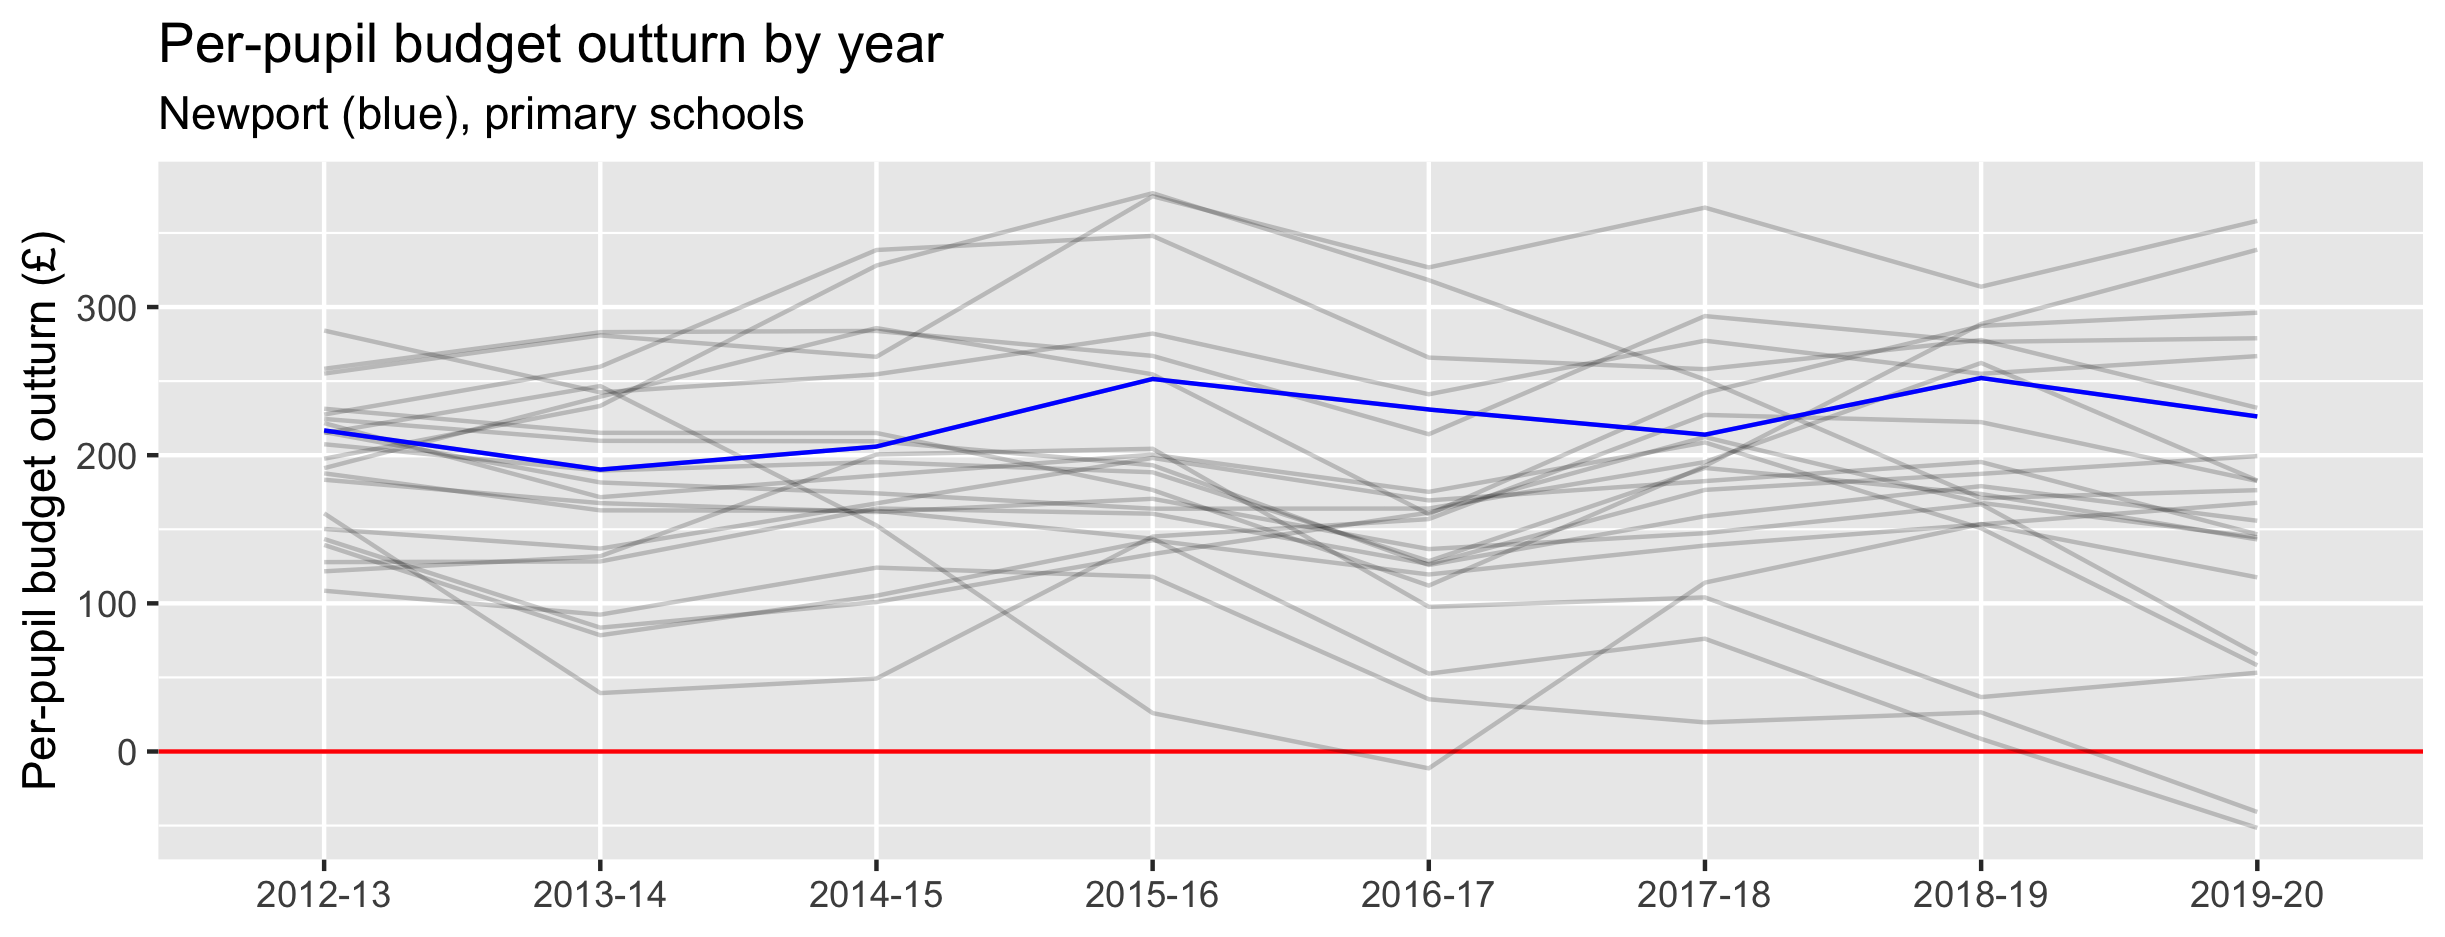 Per-pupil budget outturn by year
Newport (blue), primary schools
Per-pupil budget outturn (£)
300
200
100
0
2012-13 2013-14 2014-15 2015-16 2016-17 2017-18 2018-19 2019-20